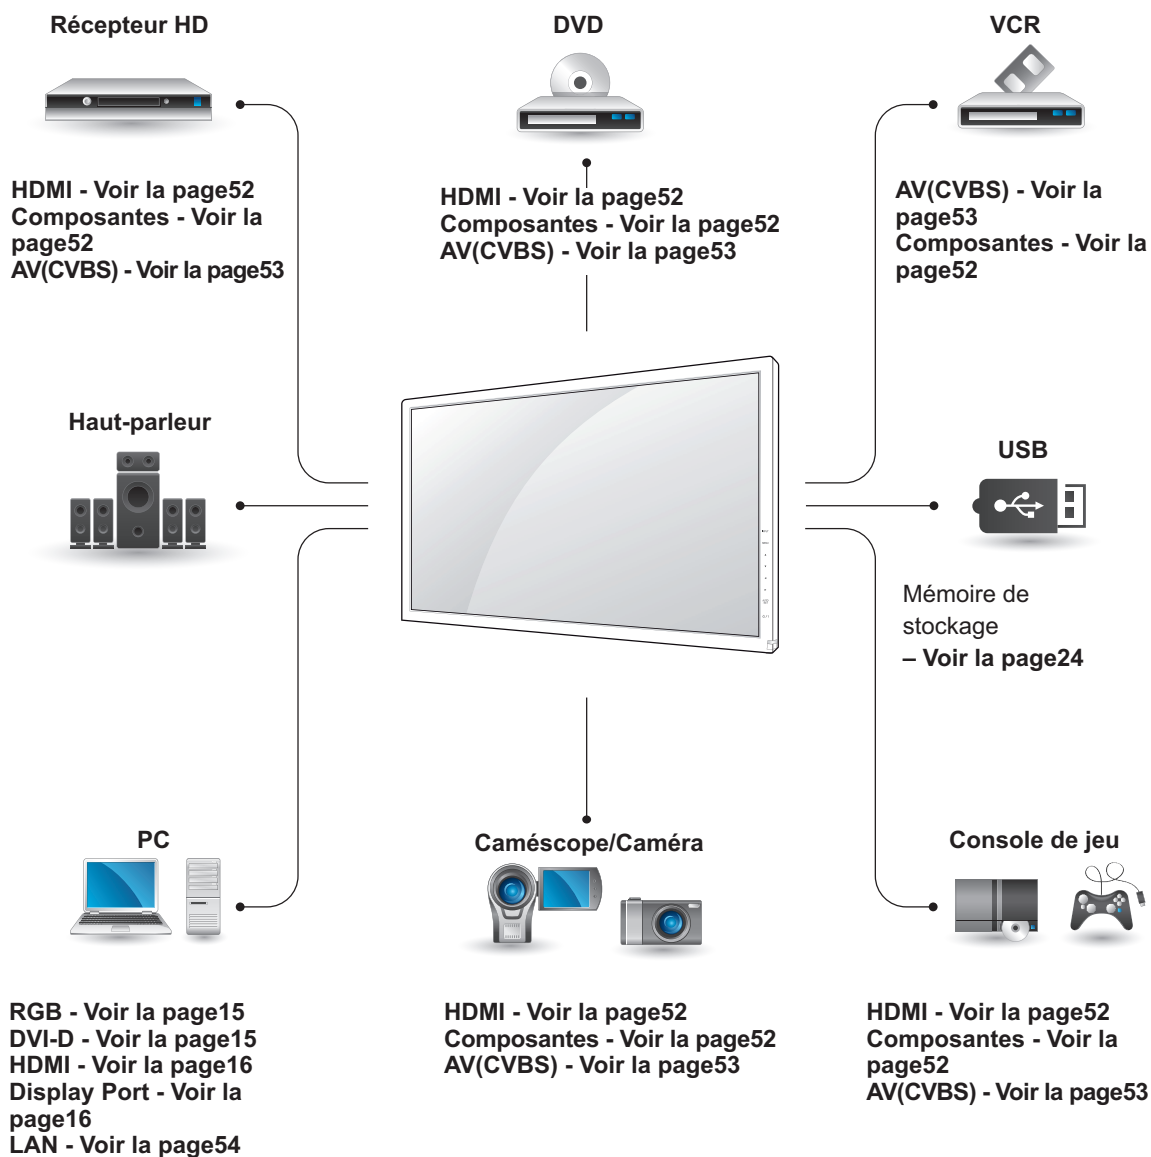 Récepteur HD
DVD
VCR
HDMI - Voir la page52
Composantes - Voir la
page52
AV(CVBS) - Voir la page53
HDMI - Voir la page52
Composantes - Voir la page52
AV(CVBS) - Voir la page53
AV(CVBS) - Voir la
page53
Composantes - Voir la
page52
Haut-parleur
USB
Mémoire de
stockage
– Voir la page24
PC
Caméscope/Caméra
Console de jeu
RGB - Voir la page15
DVI-D - Voir la page15
HDMI - Voir la page16
Display Port - Voir la
page16
LAN - Voir la page54
HDMI - Voir la page52
Composantes - Voir la page52
AV(CVBS) - Voir la page53
HDMI - Voir la page52
Composantes - Voir la
page52
AV(CVBS) - Voir la page53